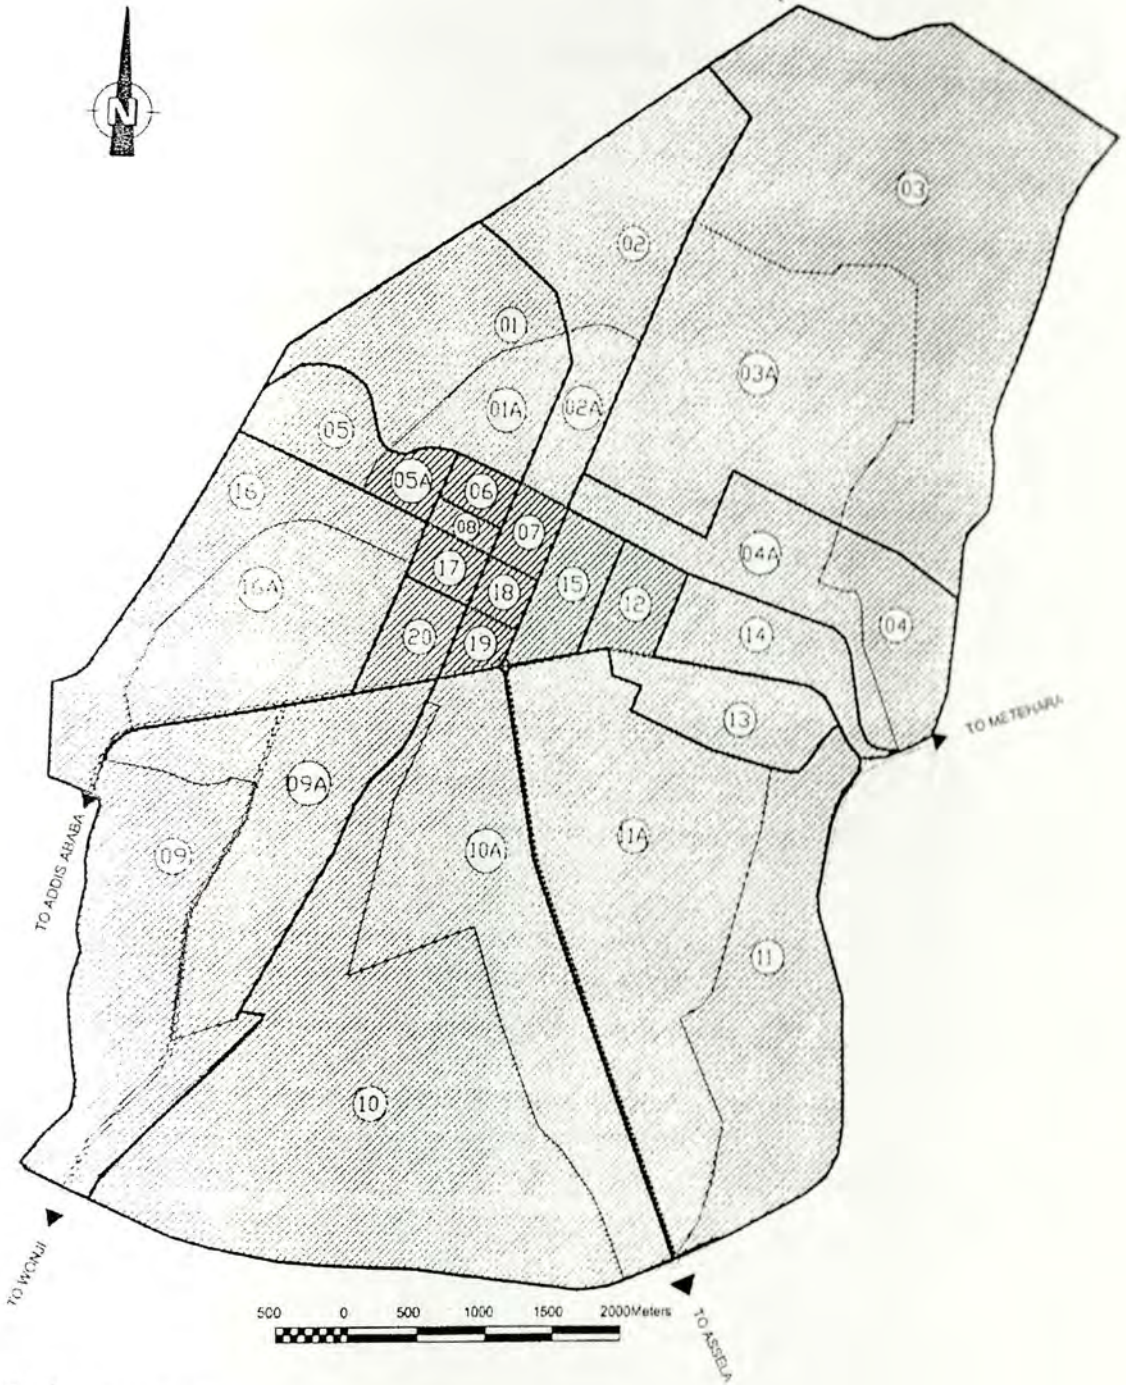 N
03
02
01
03A
01A
02A
05
05A
06
16
08
07
04A
17
15
16A
18
12
04
20
19
14
13
TO METEHARA
09A
11A
10A
09
TO ADDIS ABABA
11
10
TO WONJI
500 0 500 1000 1500 2000Meters
TO ASSELA